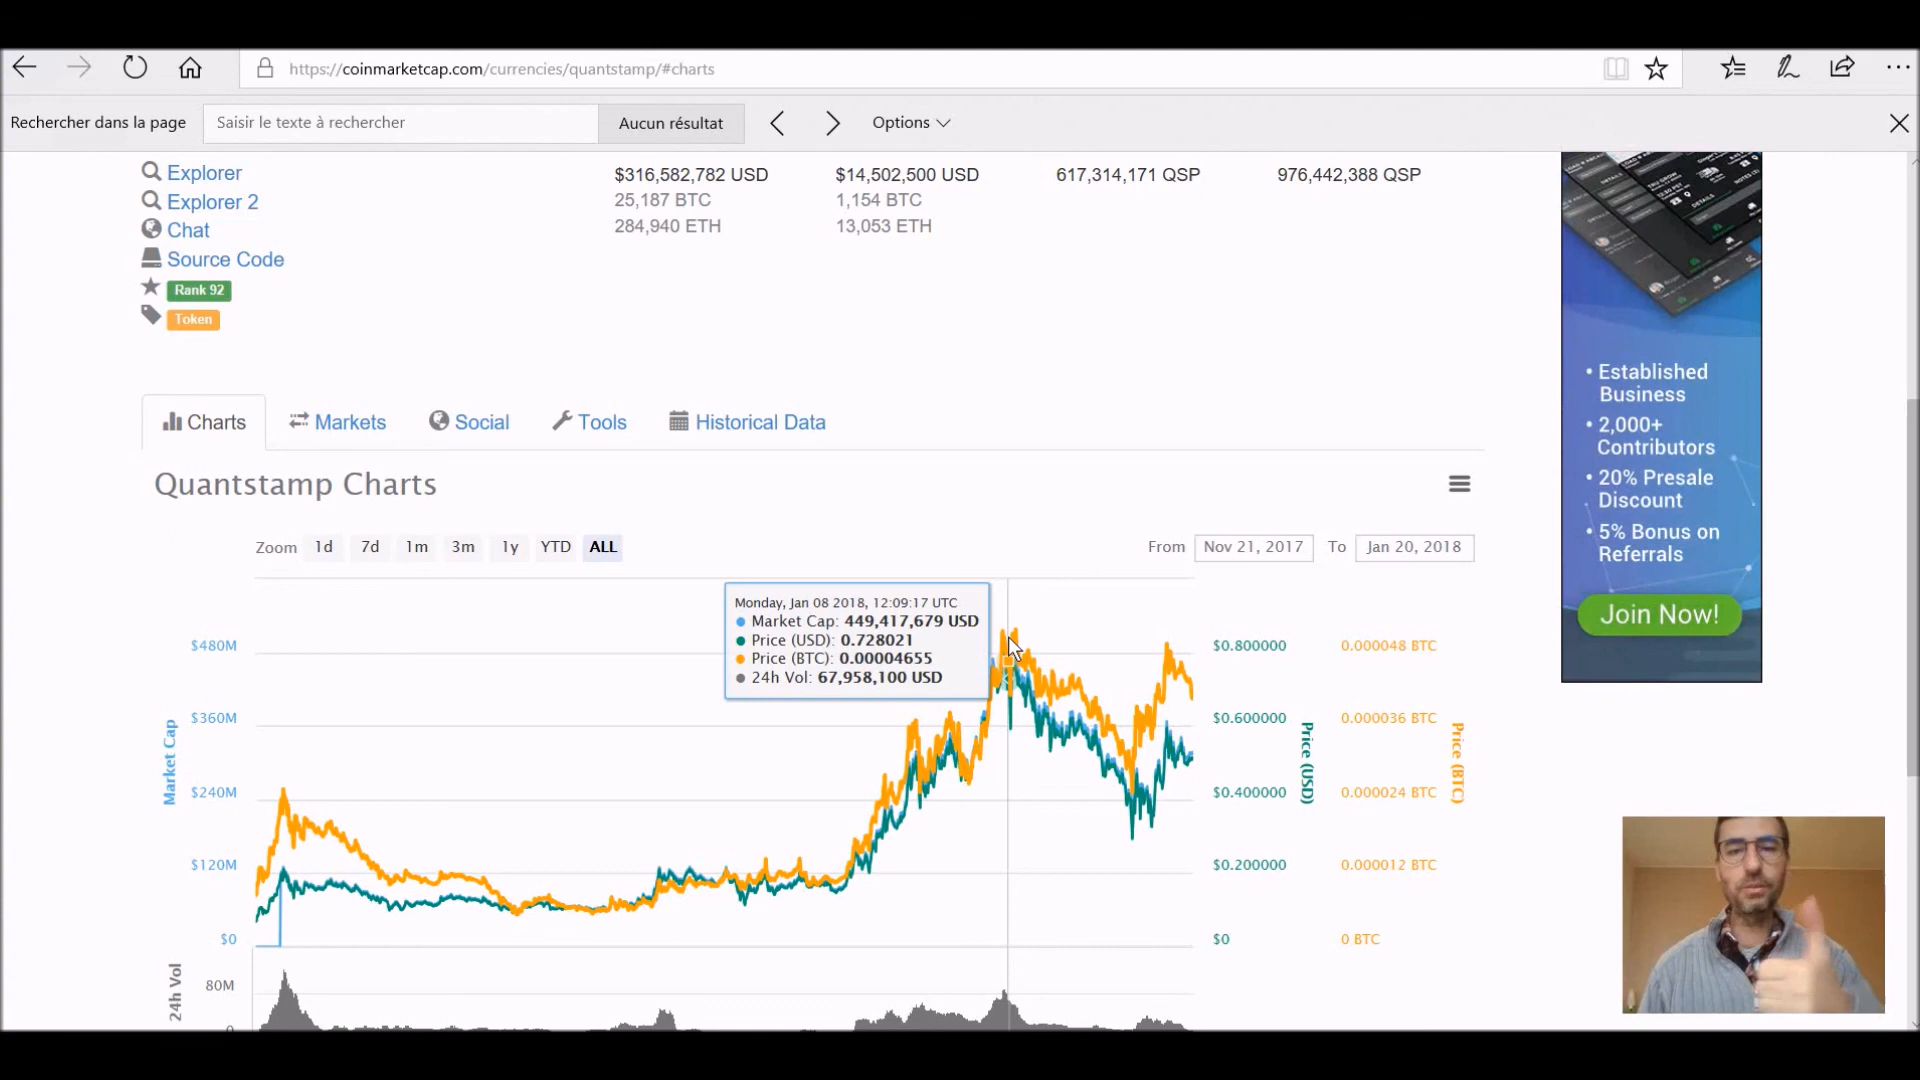 https://coinmarketcap.com/currencies/quantstamp/#charts
Rechercher dans la page
Saisir le texte à rechercher
Aucun résultat
Options
Explorer
$316,582,782 USD
$14,502,500 USD
617,314,171 QSP
976,442,388 QSP
Explorer 2
25,187 BTC
1,154 BTC
Chat
284,940 ETH
13,053 ETH
Source Code
Rank 92
Token
• Established
Business
• 2,000+
Contributors
• 20% Presale
Discount
• 5% Bonus on
Referrals
Join Now!
Charts
Markets
Social
Tools
Historical Data
Quantstamp Charts
Zoom 1d 7d 1m 3m 1y YTD ALL
From Nov 21, 2017 To Jan 20, 2018
Monday, Jan 08 2018, 12:09:17 UTC
Market Cap: 449,417,679 USD
Price (USD): 0.728021
Price (BTC): 0.00004655
24h Vol: 67,958,100 USD
$480M
$360M
$240M
$120M
$0
Market Cap
$0.800000
$0.600000
$0.400000
$0.200000
$0
Price (USD)
0.000048 BTC
0.000036 BTC
0.000024 BTC
0.000012 BTC
0 BTC
Price (BTC)
24h Vol
80M
0